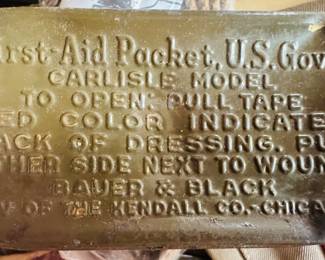 rst-Aid Packet, U.S. Gov
CARLISLE MODEL
TO OPEN: PULL TAPE
ED COLOR INDICATE
ACK OF DRESSING. PU
THER SIDE NEXT TO WOUN
BAUER & BLACK
OF THE KENDALL CO.-CHICA